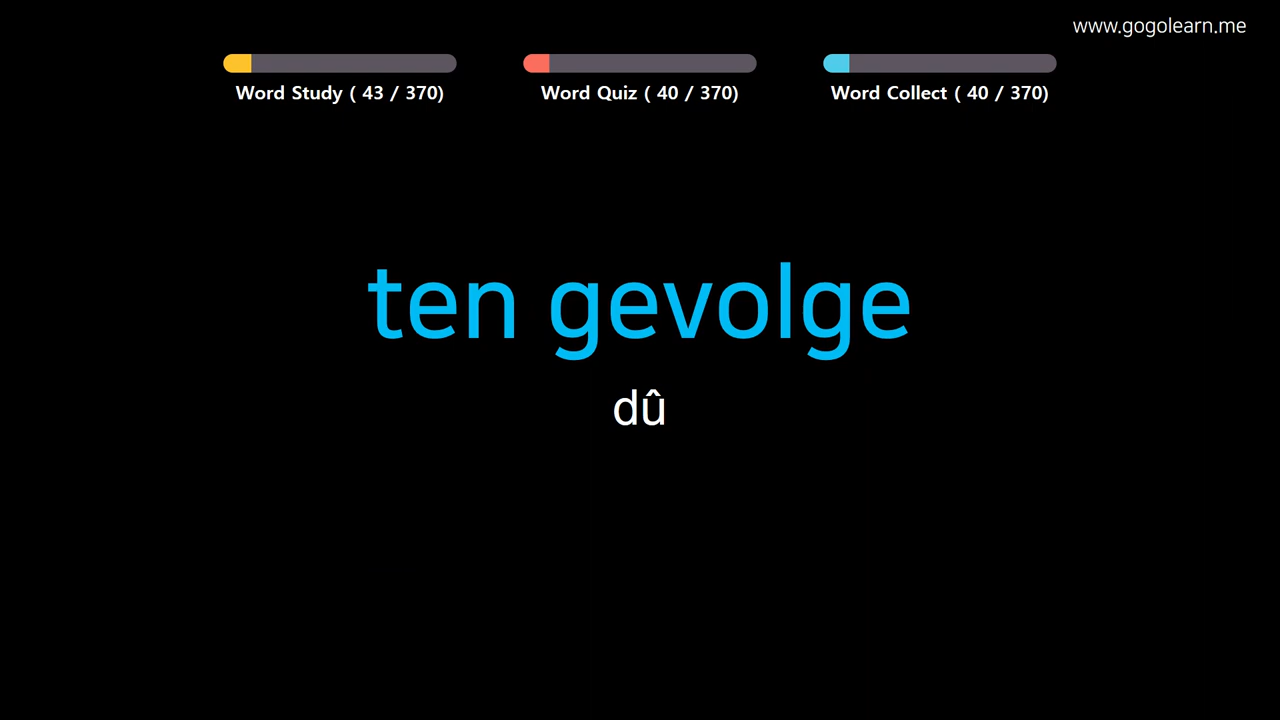 www.gogolearn.me
Word Study ( 43 / 370)
Word Quiz ( 40 / 370)
Word Collect ( 40 / 370)
ten gevolge
dû